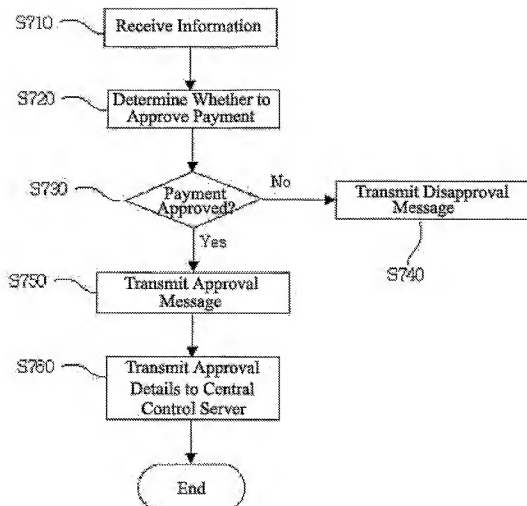 S710
Receive Information
S720
Determine Whether to
Approve Payment
S730
Payment
Approved?
No
Transmit Disapproval
Message
S740
Yes
S750
Transmit Approval
Message
S760
Transmit Approval
Details to Central
Control Server
End